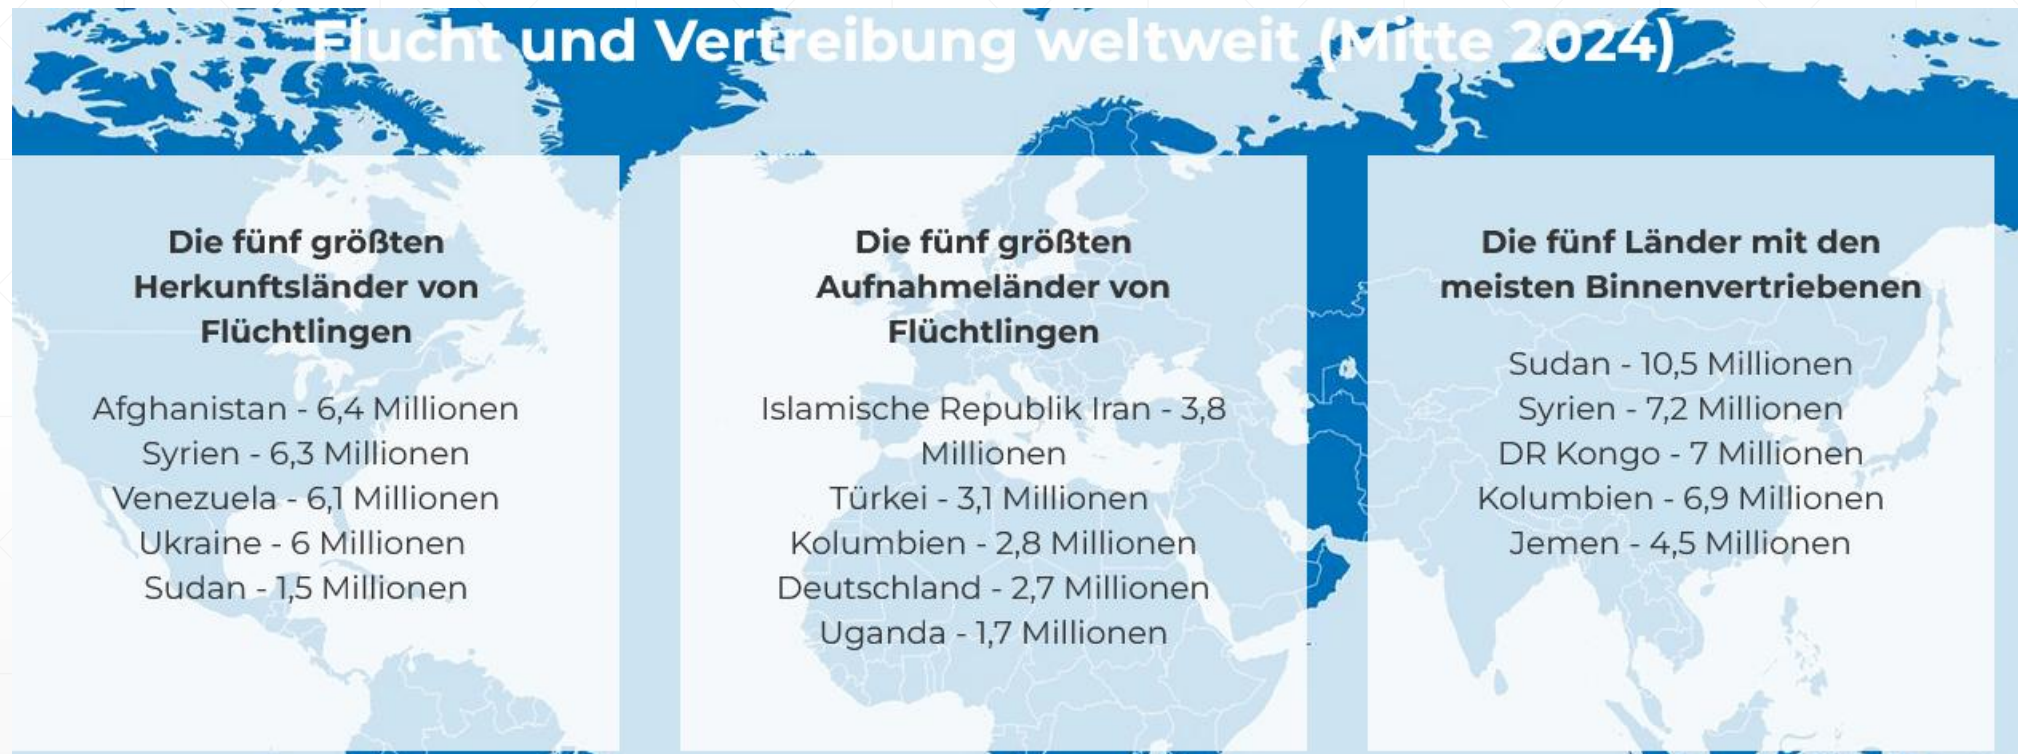 Flucht und Vertreibung weltweit (Mitte 2024)
Die fünf größten
Herkunftsländer von
Flüchtlingen
Afghanistan - 6,4 Millionen
Syrien - 6,3 Millionen
Venezuela - 6,1 Millionen
Ukraine - 6 Millionen
Sudan - 1,5 Millionen
Die fünf größten
Aufnahmeländer von
Flüchtlingen
Islamische Republik Iran - 3,8
Millionen
Türkei - 3,1 Millionen
Kolumbien - 2,8 Millionen
Deutschland - 2,7 Millionen
Uganda - 1,7 Millionen
Die fünf Länder mit den
meisten Binnenvertriebenen
Sudan - 10,5 Millionen
Syrien - 7,2 Millionen
DR Kongo - 7 Millionen
Kolumbien - 6,9 Millionen
Jemen - 4,5 Millionen